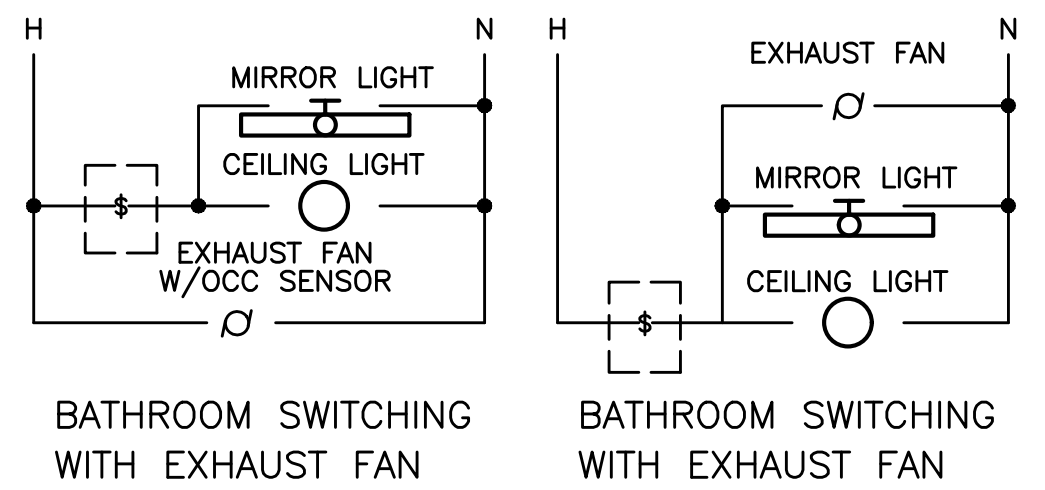 H
N
MIRROR LIGHT
CEILING LIGHT
$
EXHAUST FAN
W/OCC SENSOR
BATHROOM SWITCHING
WITH EXHAUST FAN
H
N
EXHAUST FAN
MIRROR LIGHT
CEILING LIGHT
$
BATHROOM SWITCHING
WITH EXHAUST FAN